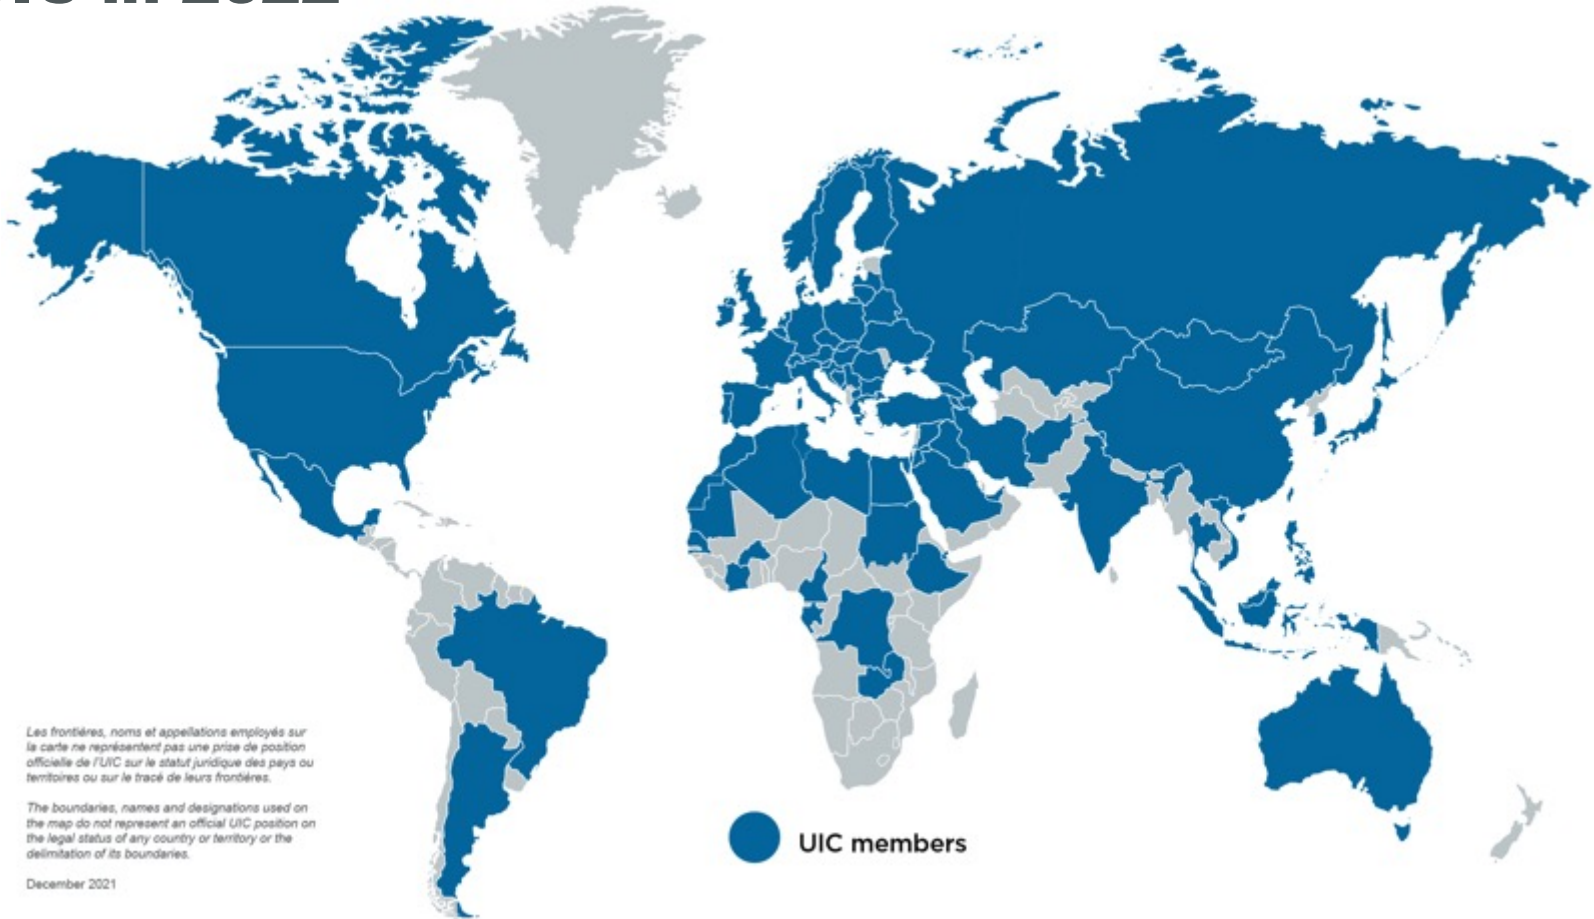 in 2022
Les frontières, noms et appellations employés sur
la carte ne représentent pas une prise de position
officielle de l'UIC sur le statut juridique des pays ou
territoires ou sur le tracé de leurs frontières.
The boundaries, names and designations used on
the map do not represent an official UIC position on
the legal status of any country or territory or the
delimitation of its boundaries.
December 2021
UIC members